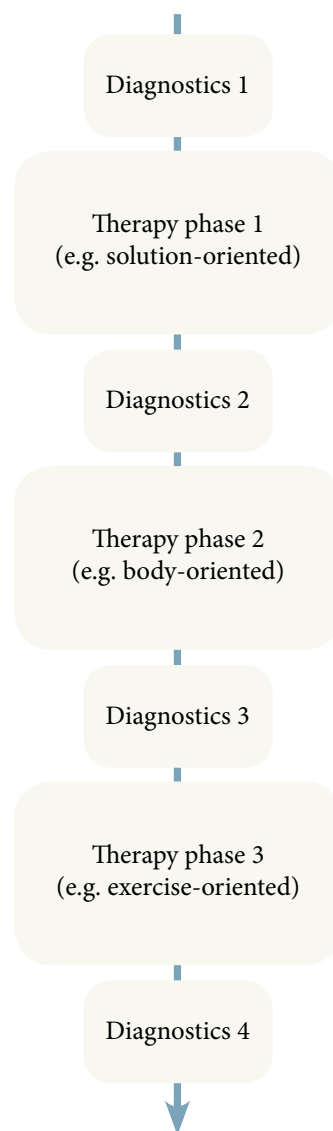 Diagnostics 1
Therapy phase 1
(e.g. solution-oriented)
Diagnostics 2
Therapy phase 2
(e.g. body-oriented)
Diagnostics 3
Therapy phase 3
(e.g. exercise-oriented)
Diagnostics 4